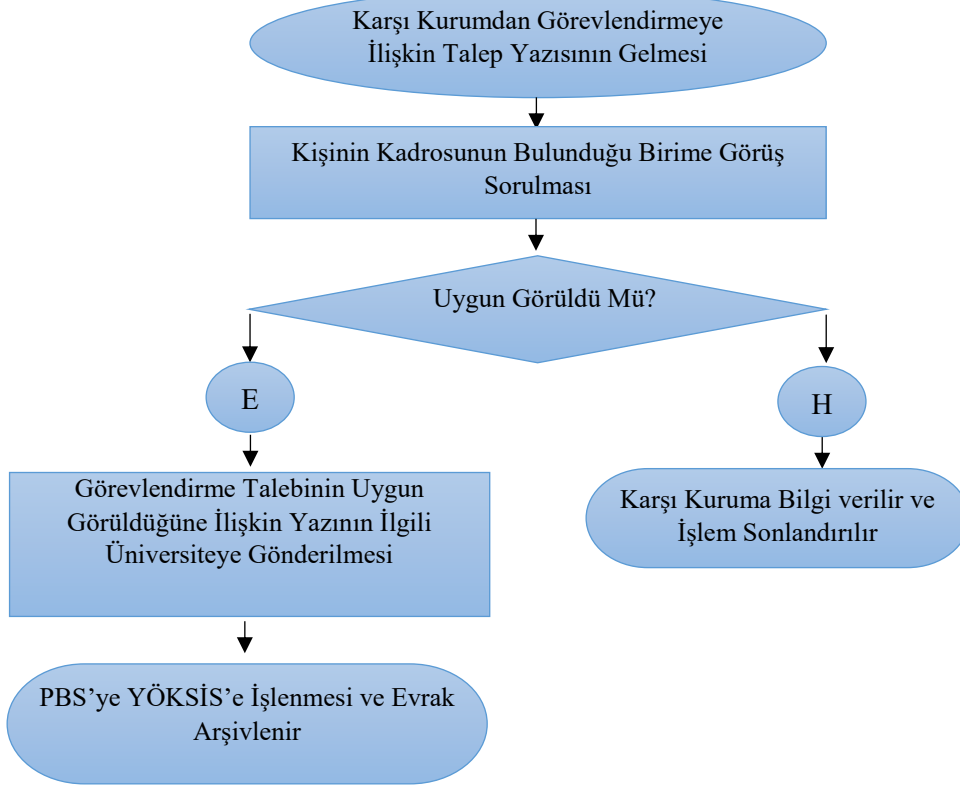 Karşı Kurumdan Görevlendirmeye
İlişkin Talep Yazısının Gelmesi
Kişinin Kadrosunun Bulunduğu Birime Görüş
Sorulması
Uygun Görüldü Mü?
E
H
Görevlendirme Talebinin Uygun
Görüldüğüne İlişkin Yazının İlgili
Üniversiteye Gönderilmesi
Karşı Kuruma Bilgi verilir ve
İşlem Sonlandırılır
PBS’ye YÖKSİS’e İşlenmesi ve Evrak
Arşivlenir